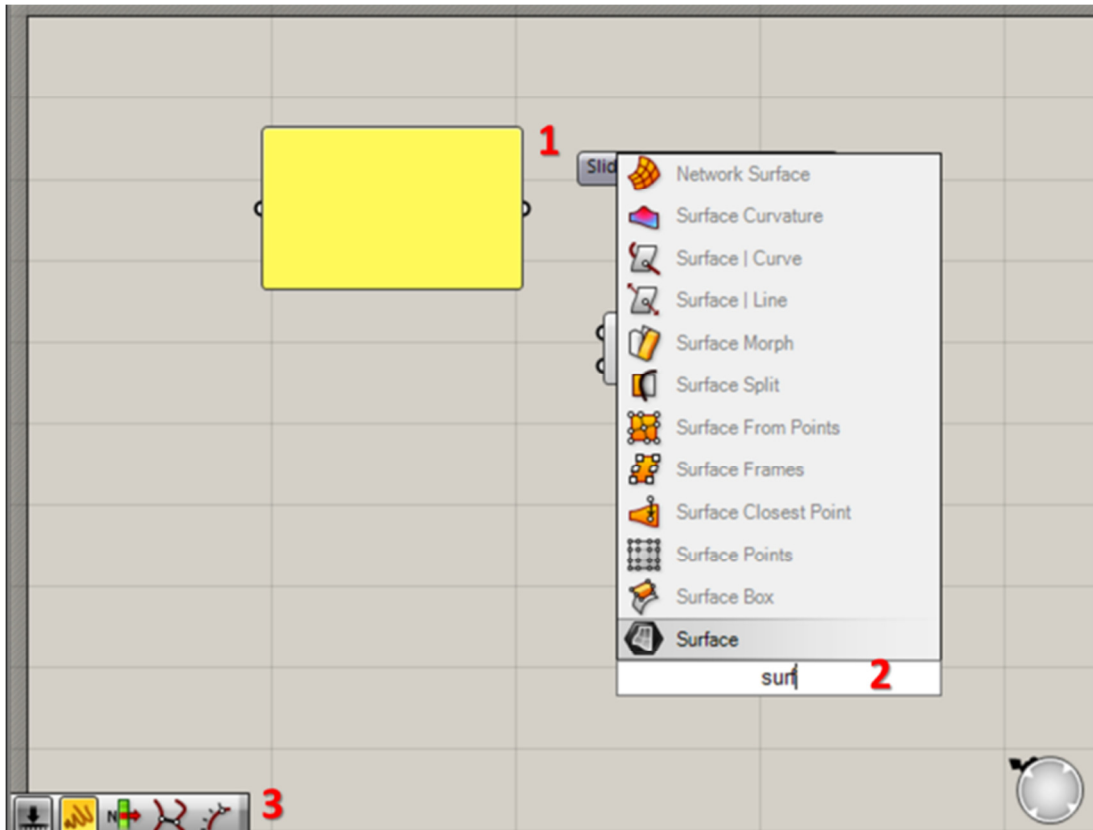 1
Slid
Network Surface
Surface Curvature
Surface | Curve
Surface | Line
Surface Morph
Surface Split
Surface From Points
Surface Frames
Surface Closest Point
Surface Points
Surface Box
Surface
surf
2
N
3